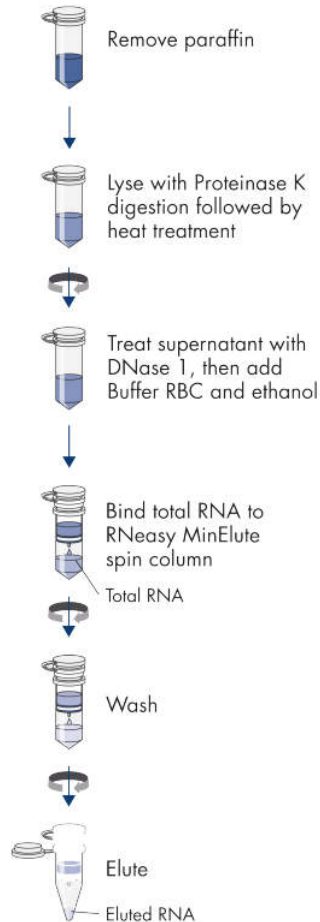 Remove paraffin
Lyse with Proteinase K
digestion followed by
heat treatment
Treat supernatant with
DNase 1, then add
Buffer RBC and ethanol
Bind total RNA to
RNeasy MinElute
spin column
Total RNA
Wash
Elute
Eluted RNA